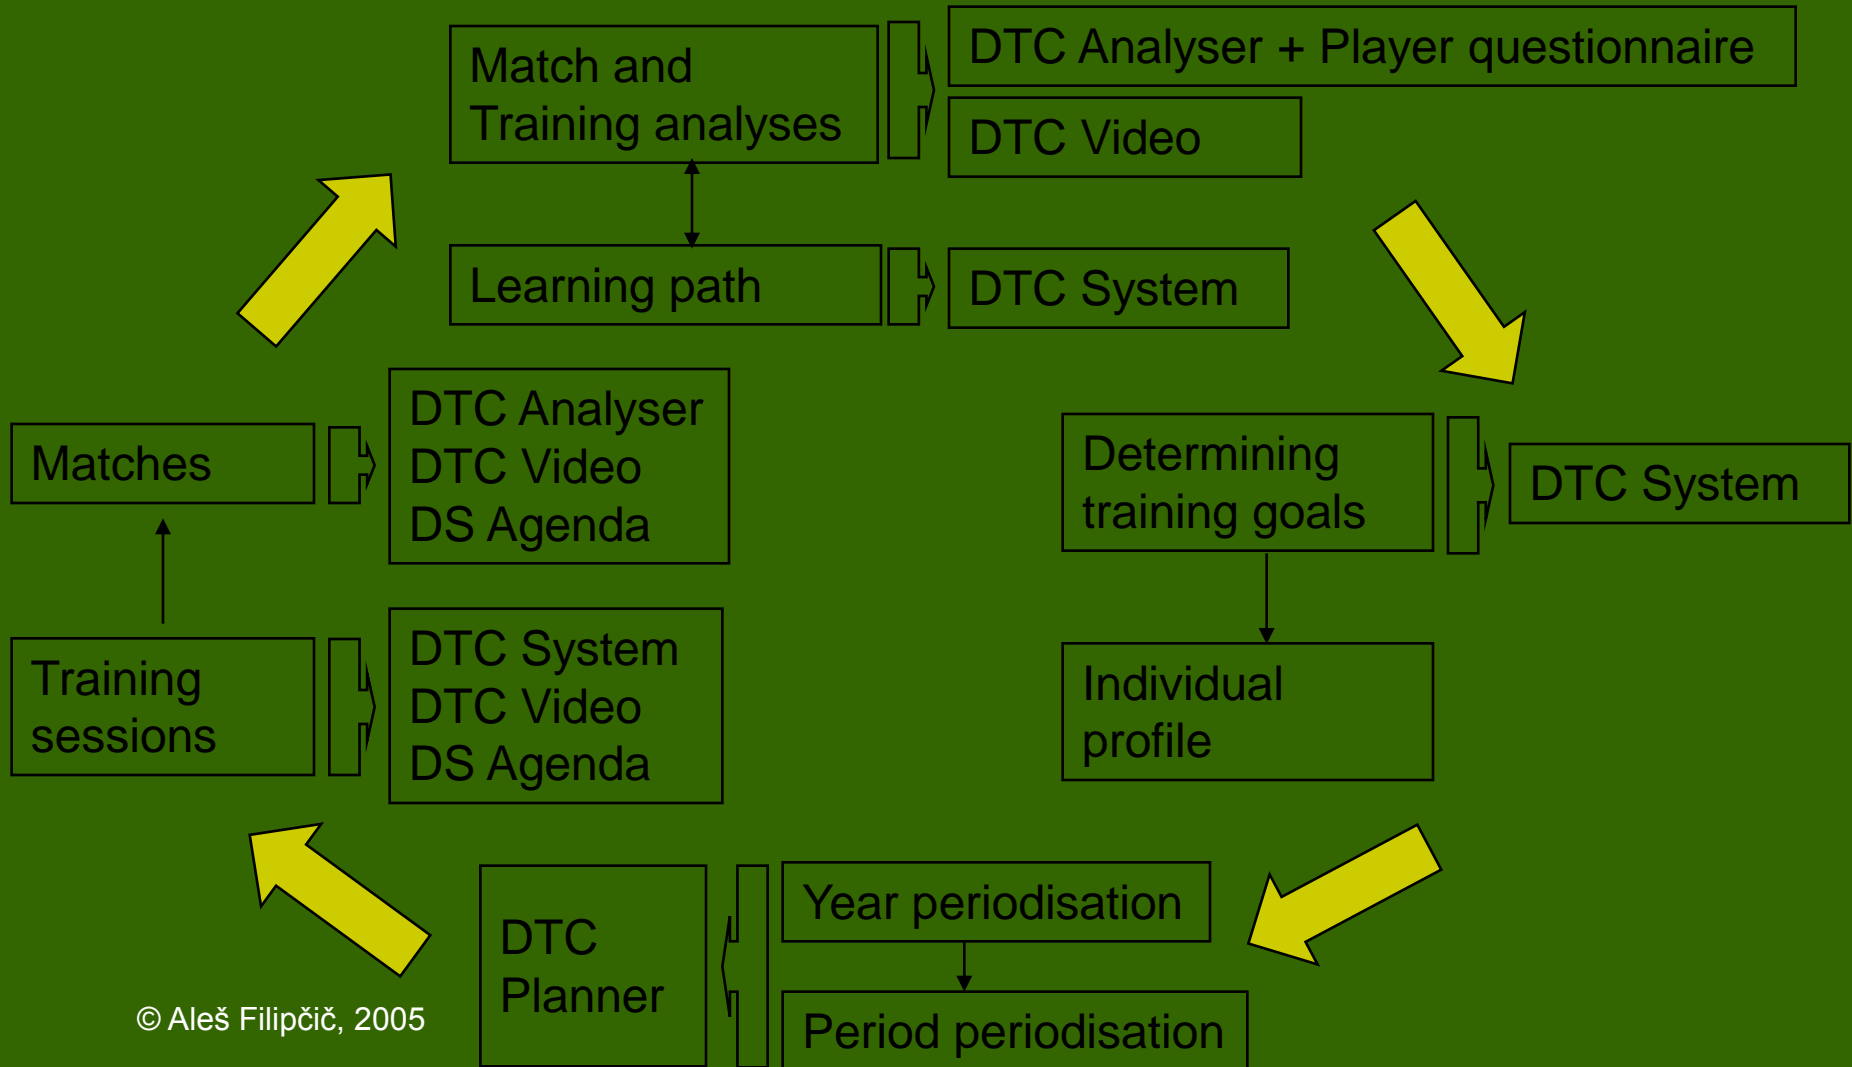 Match and
Training analyses
DTC Analyser + Player questionnaire
DTC Video
Learning path
DTC System
Matches
DTC Analyser
DTC Video
DS Agenda
Determining
training goals
DTC System
Training
sessions
DTC System
DTC Video
DS Agenda
Individual
profile
DTC
Planner
Year periodisation
Period periodisation
© Aleš Filipčič, 2005